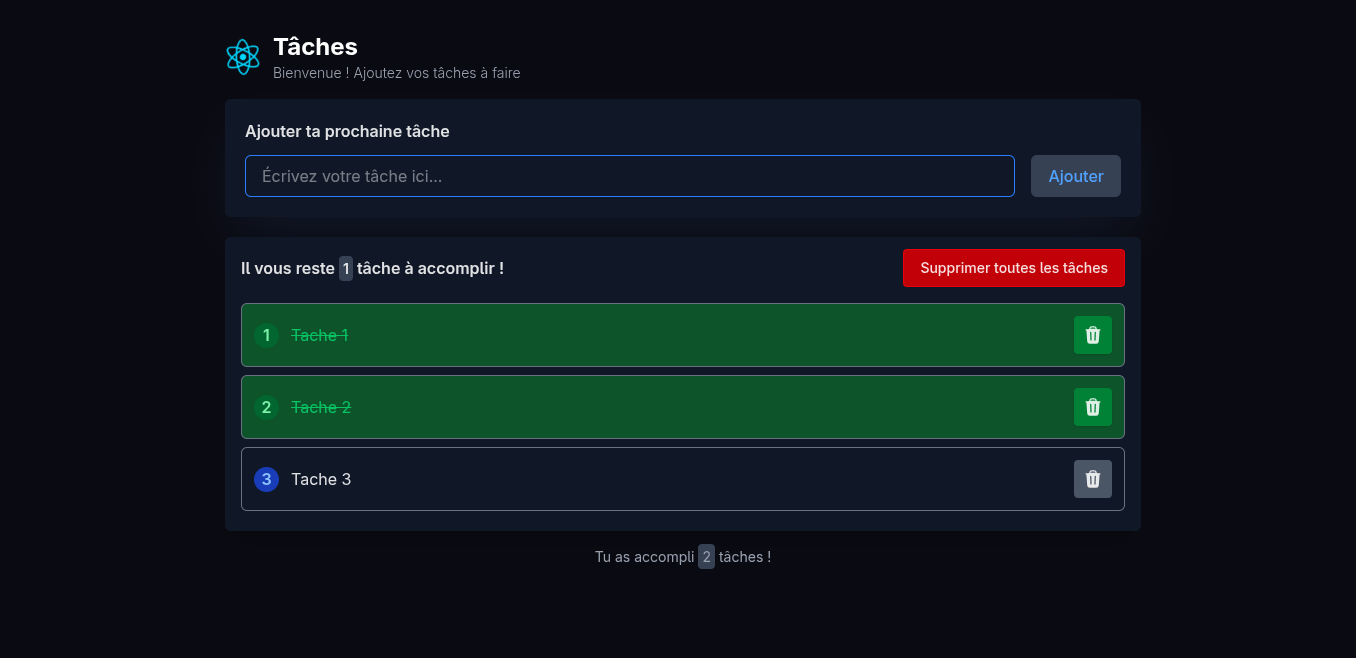 Tâches
Bienvenue ! Ajoutez vos tâches à faire
Ajouter ta prochaine tâche
Écrivez votre tâche ici...
Ajouter
Il vous reste 1 tâche à accomplir !
Supprimer toutes les tâches
1 Tache 1
2 Tache 2
3 Tache 3
Tu as accompli 2 tâches !